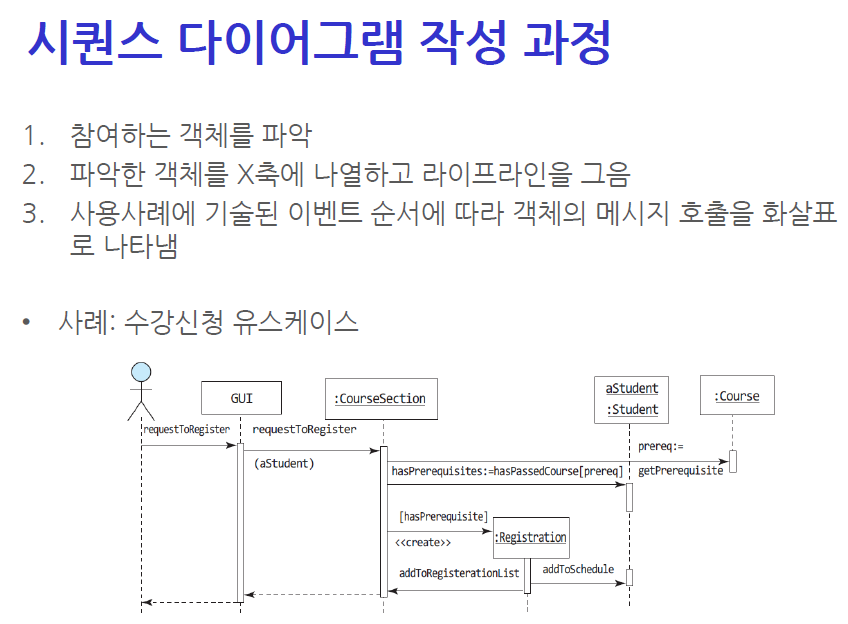 시퀀스 다이어그램 작성 과정
1. 참여하는 객체를 파악
2. 파악한 객체를 X축에 나열하고 라이프라인을 그음
3. 사용사례에 기술된 이벤트 순서에 따라 객체의 메시지 호출을 화살표
로 나타냄
• 사례: 수강신청 유스케이스
GUI
:CourseSection
aStudent
:Student
:Course
requestToRegister
requestToRegister
(aStudent)
prereq:=
getPrerequisite
hasPrerequisites:=hasPassedCourse[prereq]
[hasPrerequisite]
<<create>>
:Registration
addToRegisterationList
addToSchedule